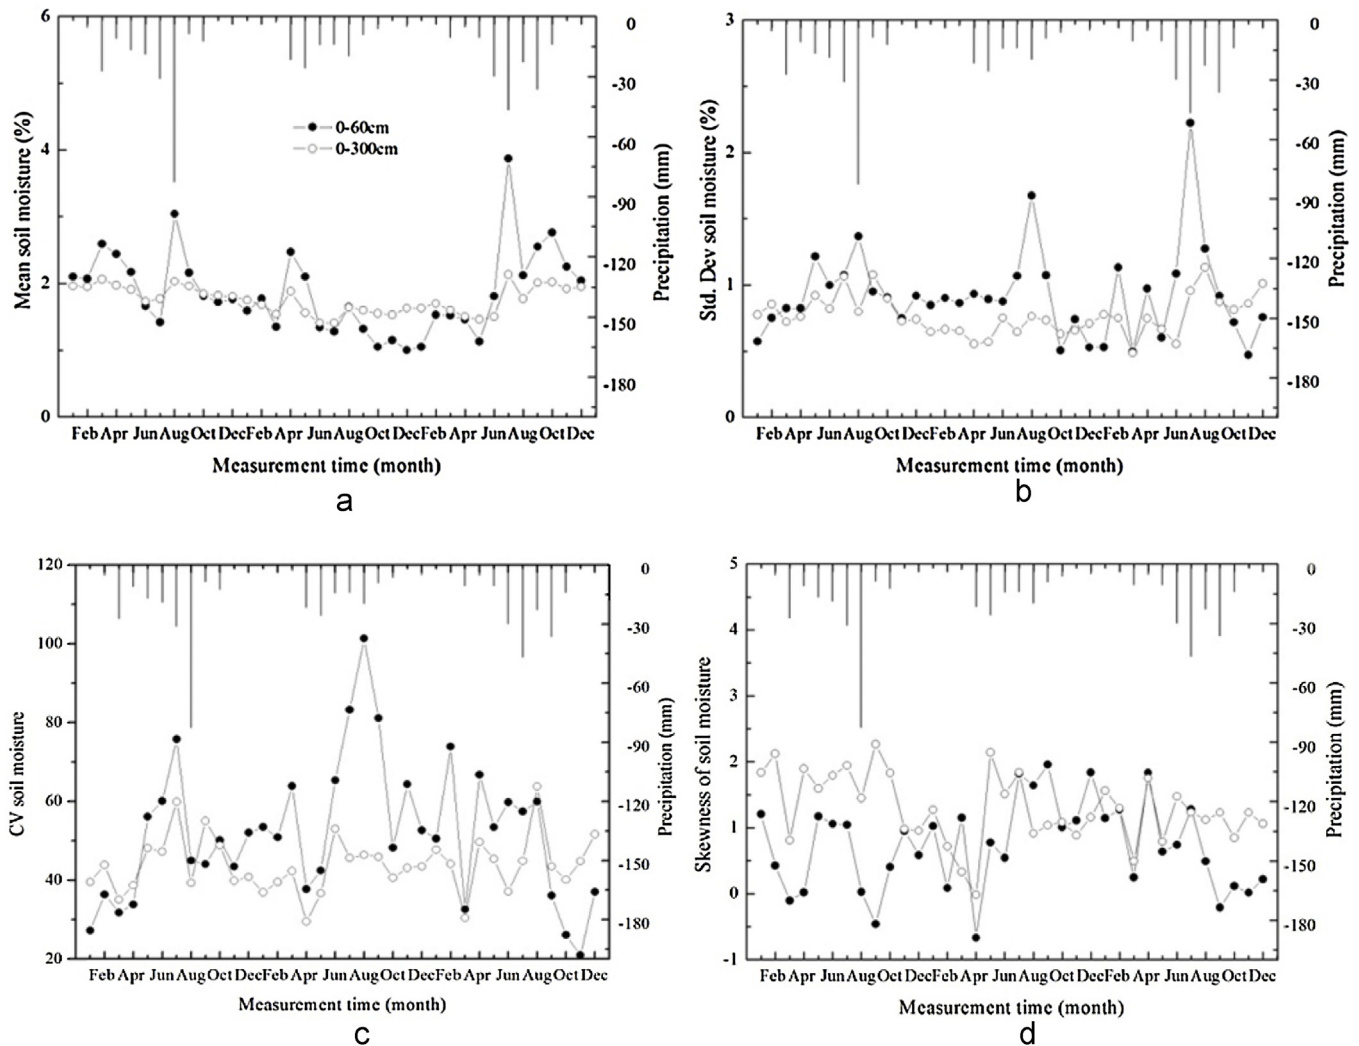 6
5
4
2
0
Mean soil moisture (%)
0-60cm
0-300cm
0
-30
-60
-90
-120
-150
-180
Precipitation (mm)
Feb Apr Jun Aug Oct Dec Feb Apr Jun Aug Oct Dec Feb Apr Jun Aug Oct Dec
Measurement time (month)
a
3
2
1
0
Std. Dev soil moisture (%)
0
-30
-60
-90
-120
-150
-180
Precipitation (mm)
Feb Apr Jun Aug Oct Dec Feb Apr Jun Aug Oct Dec Feb Apr Jun Aug Oct Dec
Measurement time (month)
b
120
100
80
60
40
20
CV soil moisture
0
-30
-60
-90
-120
-150
-180
Precipitation (mm)
Feb Apr Jun Aug Oct Dec Feb Apr Jun Aug Oct Dec Feb Apr Jun Aug Oct Dec
Measurement time (month)
c
5
4
3
2
1
0
-1
Skewness of soil moisture
0
-30
-60
-90
-120
-150
-180
Precipitation (mm)
Feb Apr Jun Aug Oct Dec Feb Apr Jun Aug Oct Dec Feb Apr Jun Aug Oct Dec
Measurement time (month)
d